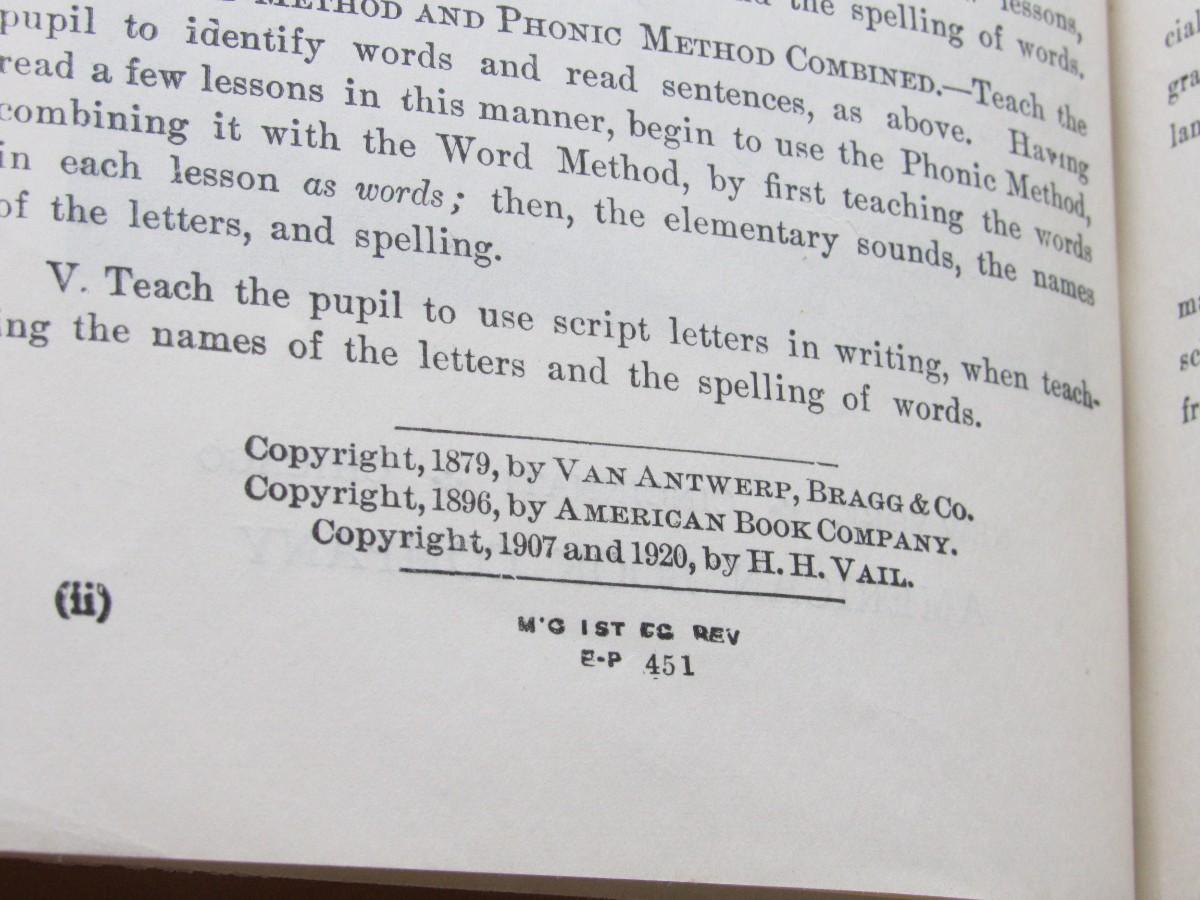 the spelling of words. lessons,
METHOD AND PHONIC METHOD COMBINED.—Teach the
pupil to identify words and read sentences, as above. Having
read a few lessons in this manner, begin to use the Phonic Method,
combining it with the Word Method, by first teaching the words
in each lesson as words; then, the elementary sounds, the names
of the letters, and spelling.
V. Teach the pupil to use script letters in writing, when teach-
ing the names of the letters and the spelling of words.
Copyright, 1879, by VAN ANTWERP, BRAGG & Co.
Copyright, 1896, by AMERICAN BOOK COMPANY.
Copyright, 1907 and 1920, by H. H. VAIL.
(ii)
M'G 1ST EC REV
E-P 451